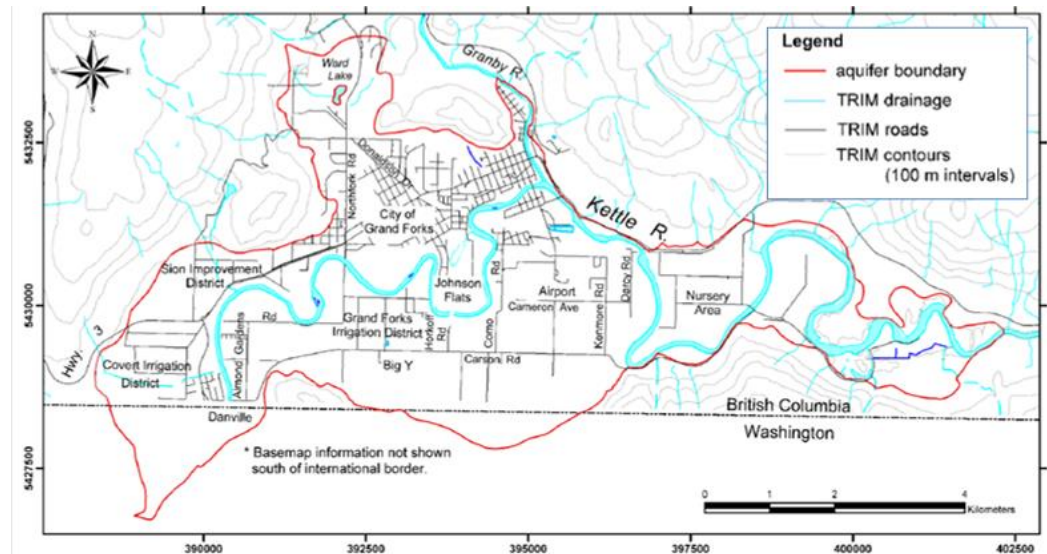 N
W
E
S
Legend
aquifer boundary
TRIM drainage
TRIM roads
TRIM contours
(100 m intervals)
Ward
Lake
Granby R.
5432500
Donaldson Dr
Northfork Rd
City of
Grand Forks
Kettle R.
Sion Improvement
District
Johnson
Flats
Rd
Airport
Cameron Ave
Darcy Rd
Nursery
Area
5430000
Hwy. 3
Rd
Grand Forks
Irrigation District
Horkoff
Rd
Como
Kenmore Rd
Covert Irrigation
District
Almond Gardens
Big Y
Carson Rd
British Columbia
Danville
Washington
* Basemap information not shown
south of international border.
5427500
0 1 2 4
Kilometers
390000 392500 395000 397500 400000 402500